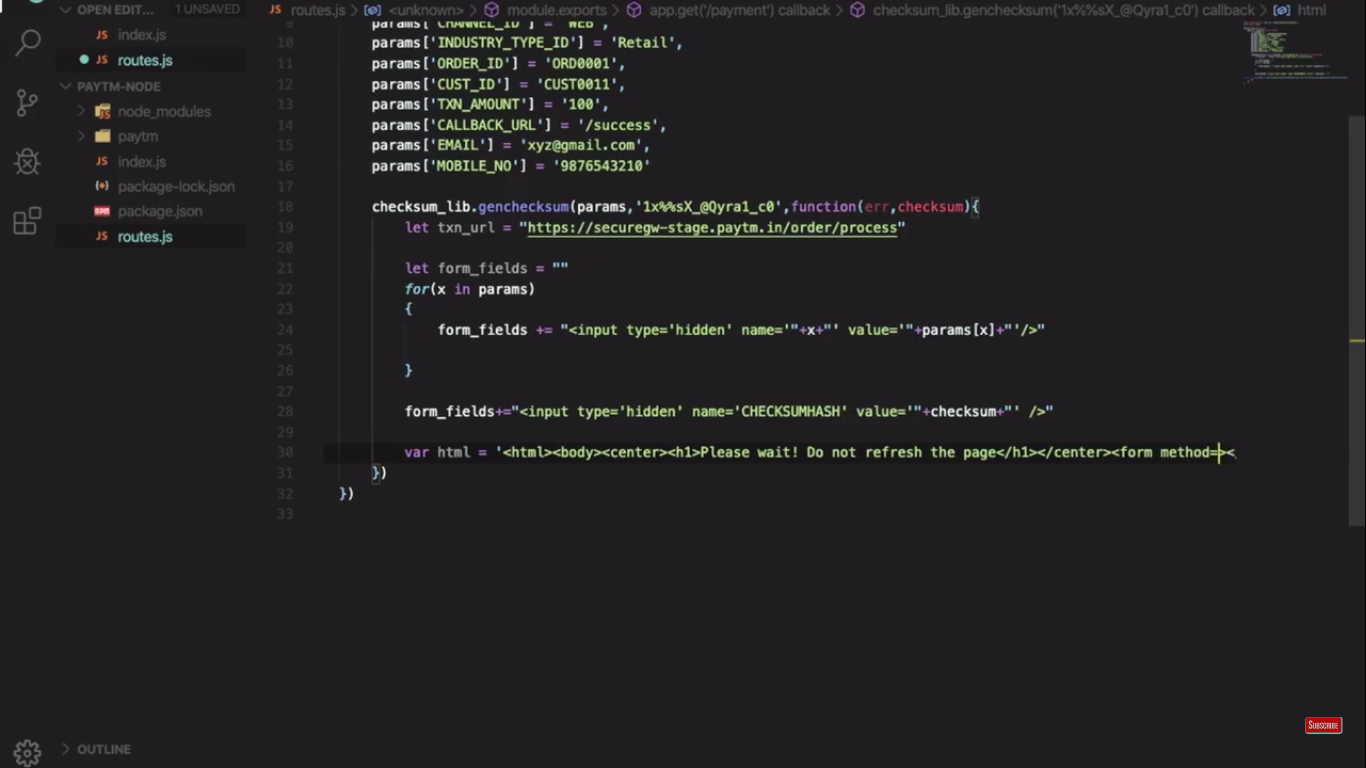 routes.js > <unknown> > module.exports > app.get('/payment') callback > checksum_lib.genchecksum('1x%%sX_@Qyra1_c0') callback > html
OPEN EDIT... 1 UNSAVED
JS index.js
JS routes.js
PAYTM-NODE
node_modules
paytm
JS index.js
package-lock.json
npm package.json
JS routes.js
OUTLINE
9 params['CHANNEL_ID'] = 'WEB',
10 params['INDUSTRY_TYPE_ID'] = 'Retail',
11 params['ORDER_ID'] = 'ORD0001',
12 params['CUST_ID'] = 'CUST0011',
13 params['TXN_AMOUNT'] = '100',
14 params['CALLBACK_URL'] = '/success',
15 params['EMAIL'] = 'xyz@gmail.com',
16 params['MOBILE_NO'] = '9876543210'
17
18 checksum_lib.genchecksum(params,'1x%%sX_@Qyra1_c0',function(err,checksum){
19 let txn_url = "https://securegw-stage.paytm.in/order/process"
20
21 let form_fields = ""
22 for(x in params)
23 {
24 form_fields += "<input type='hidden' name='"+x+"' value='"+params[x]+"'/>"
25
26 }
27
28 form_fields+="<input type='hidden' name='CHECKSUMHASH' value='"+checksum+"' />"
29
30 var html = '<html><body><center><h1>Please wait! Do not refresh the page</h1></center><form method=><
31 })
32 })
33
SUBSCRIBE